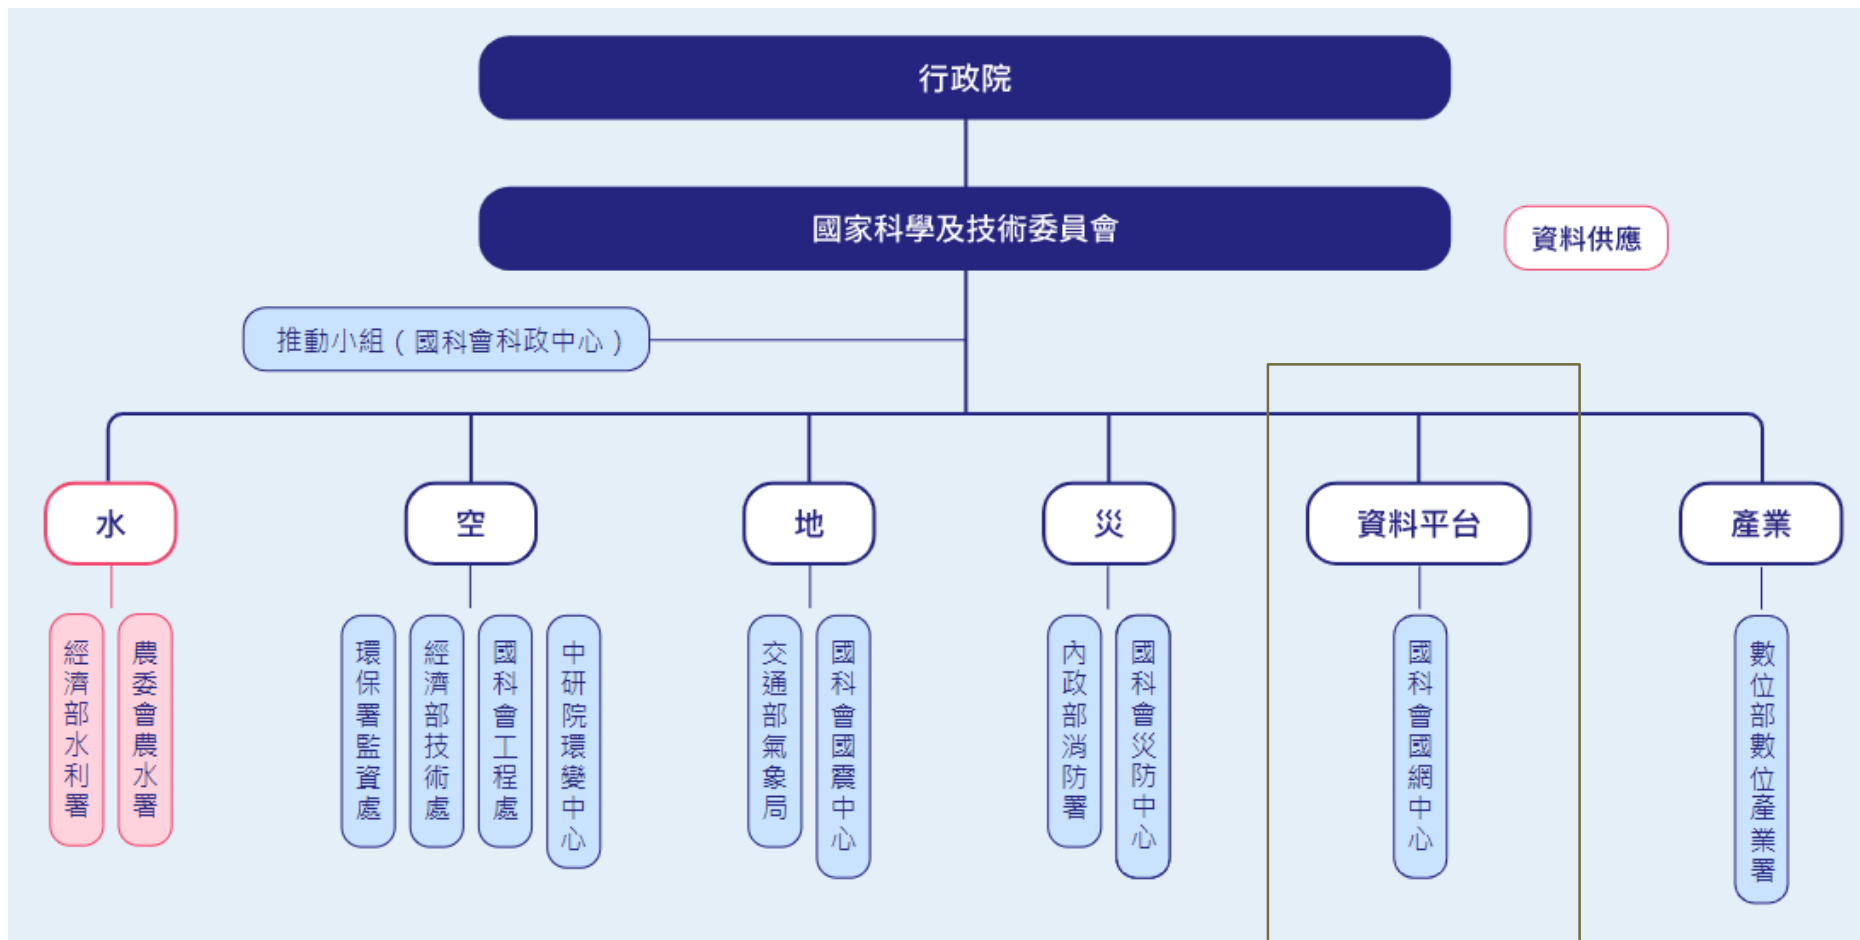 行政院
國家科學及技術委員會
資料供應
推動小組（國科會科政中心）
水
空
地
災
資料平台
產業
經濟部水利署
農委會農水署
環保署監資處
經濟部技術處
國科會工程處
中研院環變中心
交通部氣象局
國科會國震中心
內政部消防署
國科會災防中心
國科會國網中心
數位部數位產業署